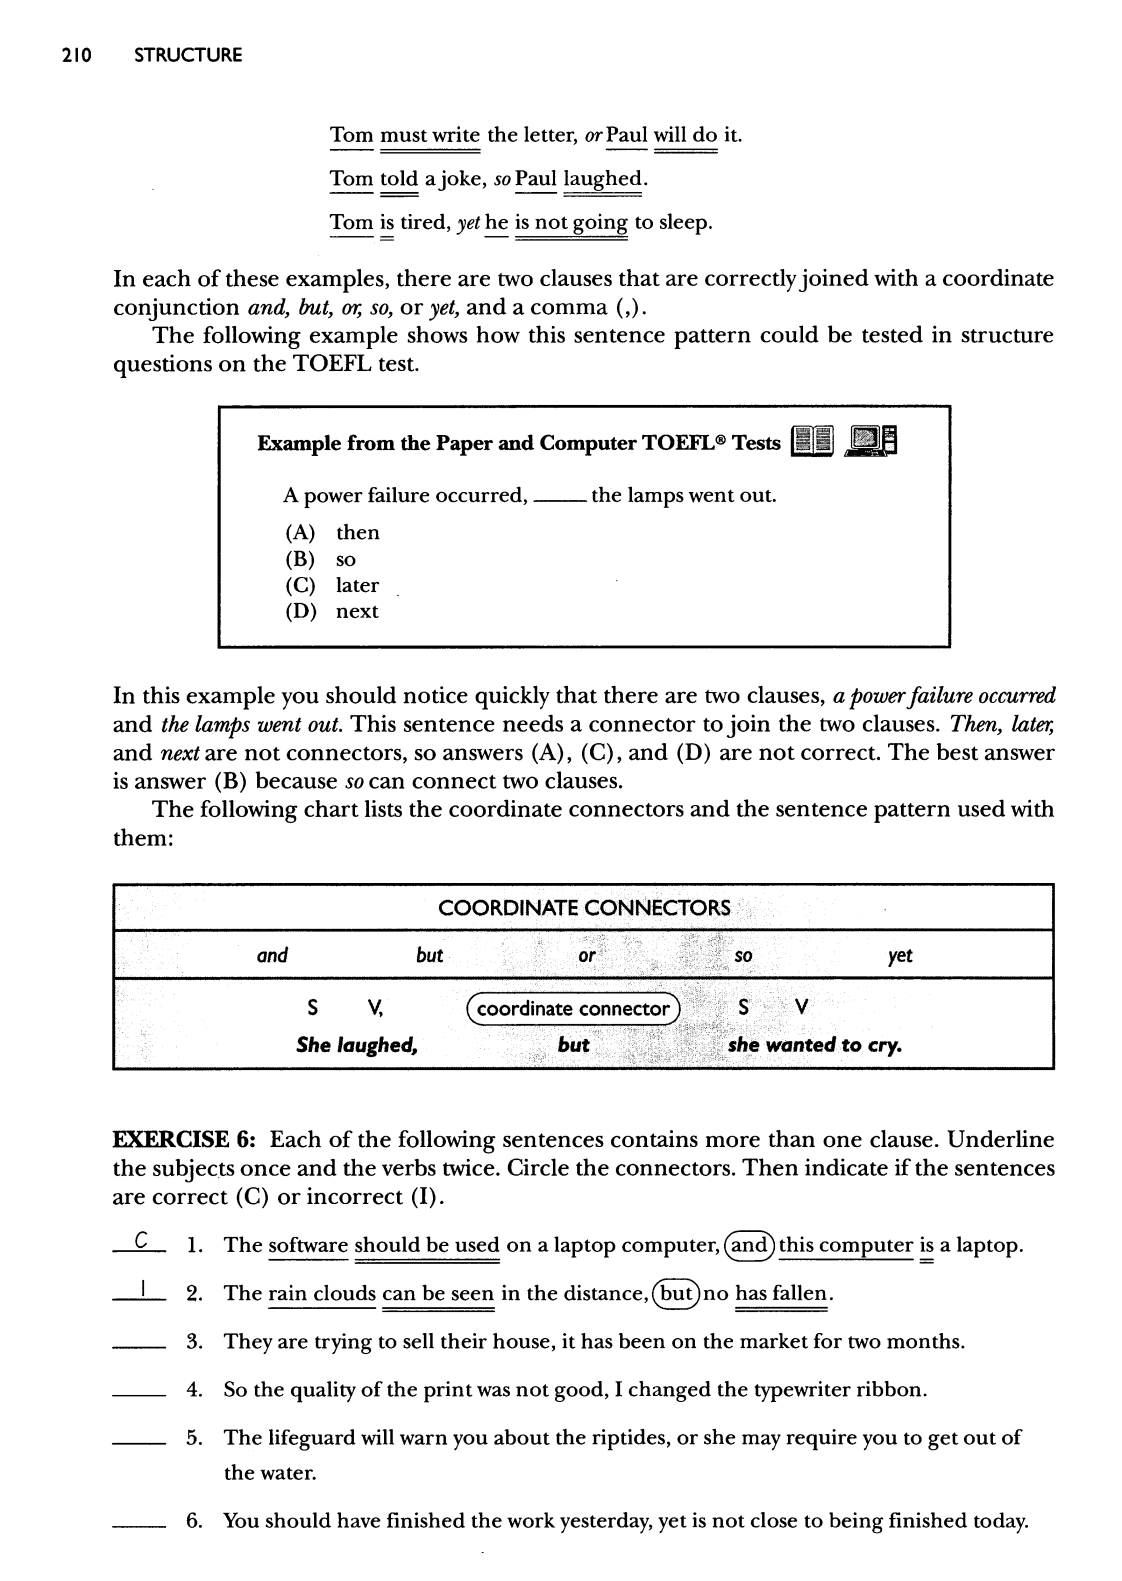 210 STRUCTURE
Tom must write the letter, or Paul will do it.
Tom told a joke, so Paul laughed.
Tom is tired, yet he is not going to sleep.
In each of these examples, there are two clauses that are correctly joined with a coordinate
conjunction and, but, or, so, or yet, and a comma (,).
The following example shows how this sentence pattern could be tested in structure
questions on the TOEFL test.
Example from the Paper and Computer TOEFL® Tests
A power failure occurred, ____ the lamps went out.
(A) then
(B) so
(C) later
(D) next
In this example you should notice quickly that there are two clauses, a power failure occurred
and the lamps went out. This sentence needs a connector to join the two clauses. Then, later,
and next are not connectors, so answers (A), (C), and (D) are not correct. The best answer
is answer (B) because so can connect two clauses.
The following chart lists the coordinate connectors and the sentence pattern used with
them:
COORDINATE CONNECTORS
and but or so yet
S V, coordinate connector S V
She laughed, but she wanted to cry.
EXERCISE 6: Each of the following sentences contains more than one clause. Underline
the subjects once and the verbs twice. Circle the connectors. Then indicate if the sentences
are correct (C) or incorrect (I).
C 1. The software should be used on a laptop computer, and this computer is a laptop.
I 2. The rain clouds can be seen in the distance, but no has fallen.
____ 3. They are trying to sell their house, it has been on the market for two months.
____ 4. So the quality of the print was not good, I changed the typewriter ribbon.
____ 5. The lifeguard will warn you about the riptides, or she may require you to get out of
the water.
____ 6. You should have finished the work yesterday, yet is not close to being finished today.